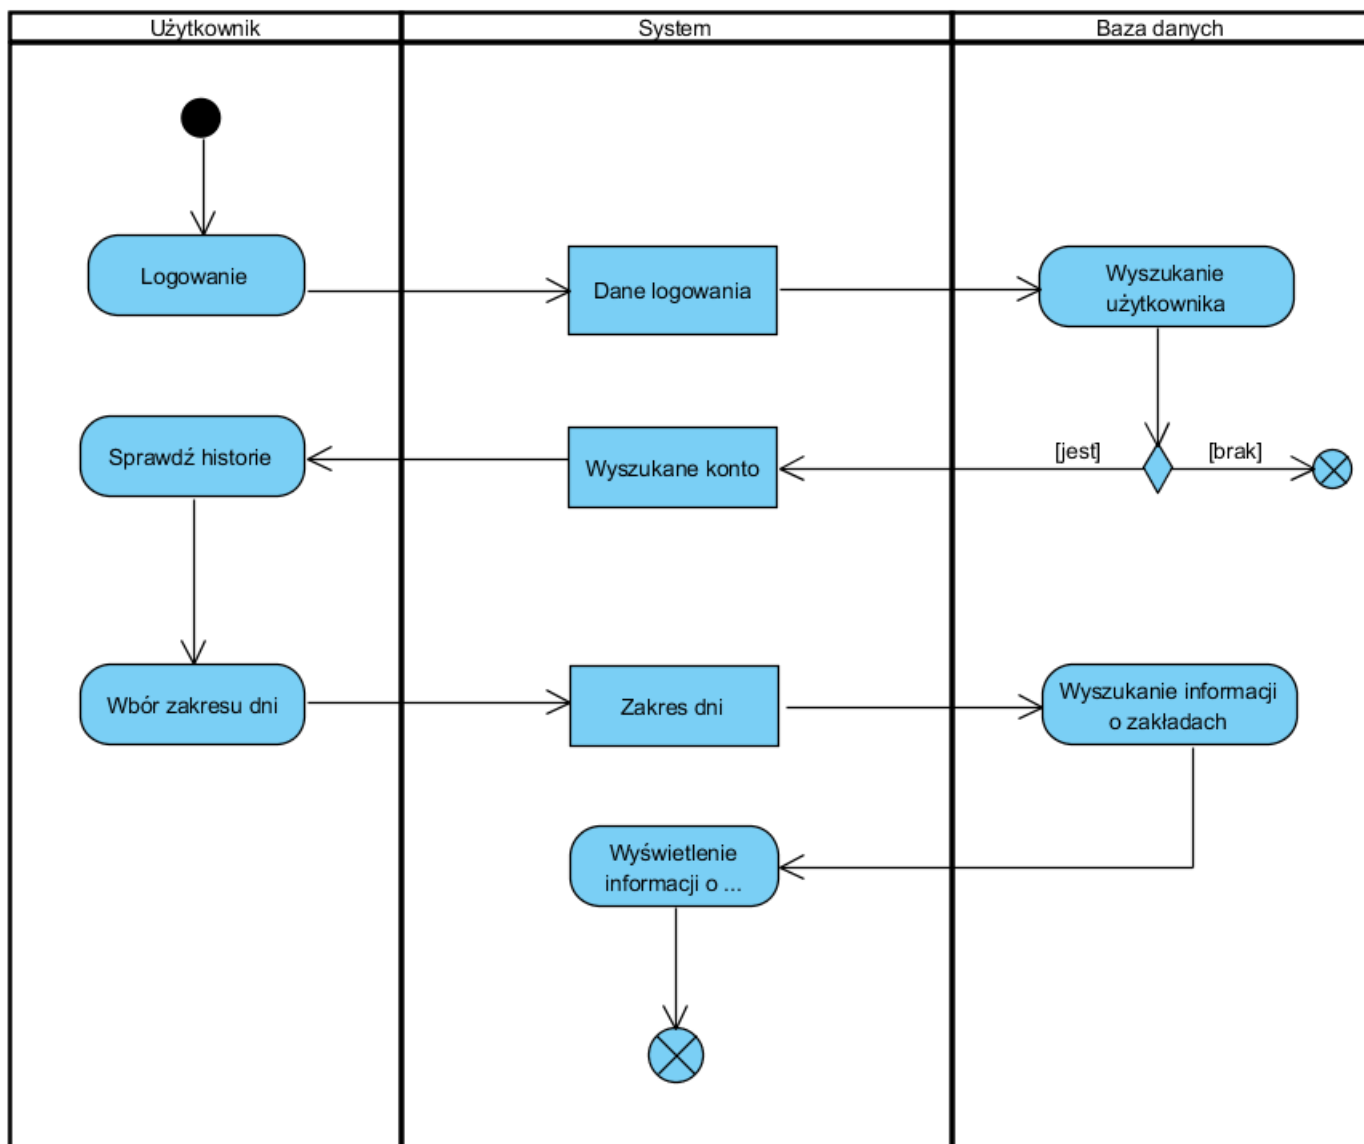 Użytkownik
System
Baza danych
Logowanie
Dane logowania
Wyszukanie
użytkownika
Sprawdź historie
Wyszukane konto
[jest]
[brak]
Wbór zakresu dni
Zakres dni
Wyszukanie informacji
o zakładach
Wyświetlenie
informacji o ...